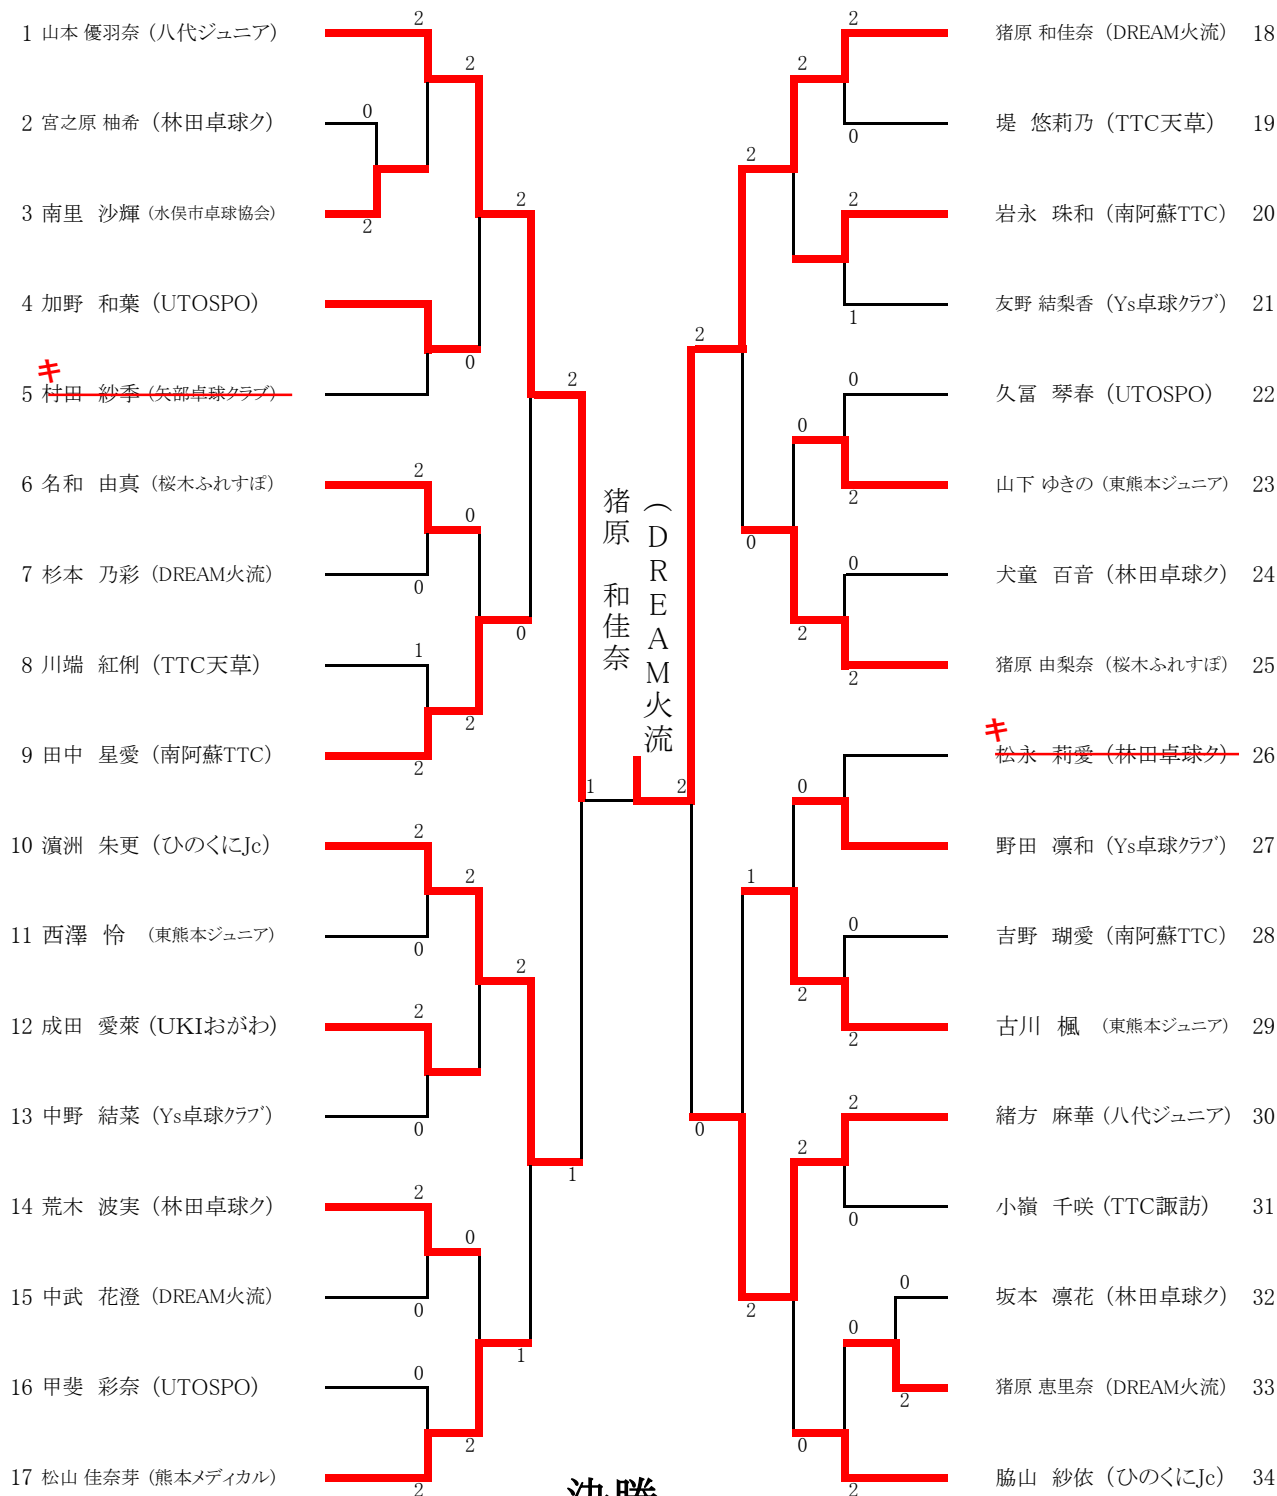 1 山本 優羽奈 (八代ジュニア)
2 宮之原 柚希 (林田卓球ク)
3 南里 沙輝 (水俣市卓球協会)
4 加野 和葉 (UTOSPO)
キ
5 村田 紗季 (矢部卓球クラブ)
6 名和 由真 (桜木ふれすぽ)
7 杉本 乃彩 (DREAM火流)
8 川端 紅俐 (TTC天草)
9 田中 星愛 (南阿蘇TTC)
10 濵洲 朱更 (ひのくにJc)
11 西澤 怜 (東熊本ジュニア)
12 成田 愛莱 (UKIおがわ)
13 中野 結菜 (Ys卓球ｸﾗﾌﾞ)
14 荒木 波実 (林田卓球ク)
15 中武 花澄 (DREAM火流)
16 甲斐 彩奈 (UTOSPO)
17 松山 佳奈芽 (熊本メディカル)
2
0
2
2
0
2
0
1
2
2
0
2
0
2
0
0
2
2
0
0
2
2
0
2
2
0
2
1
2
1
1
2
猪原 和佳奈
(DREAM火流
決勝
2
0
2
0
2
0
2
1
0
2
0
2
0
2
2
0
0
2
2
2
0
2
1
0
0
2
0
2
0
2
0
2
猪原 和佳奈 (DREAM火流) 18
堤 悠莉乃 (TTC天草) 19
岩永 珠和 (南阿蘇TTC) 20
友野 結梨香 (Ys卓球ｸﾗﾌﾞ) 21
久冨 琴春 (UTOSPO) 22
山下 ゆきの (東熊本ジュニア) 23
犬童 百音 (林田卓球ク) 24
猪原 由梨奈 (桜木ふれすぽ) 25
キ
松永 莉愛 (林田卓球ク) 26
野田 凛和 (Ys卓球ｸﾗﾌﾞ) 27
吉野 瑚愛 (南阿蘇TTC) 28
古川 楓 (東熊本ジュニア) 29
緒方 麻華 (八代ジュニア) 30
小嶺 千咲 (TTC諏訪) 31
坂本 凛花 (林田卓球ク) 32
猪原 恵里奈 (DREAM火流) 33
脇山 紗依 (ひのくにJc) 34